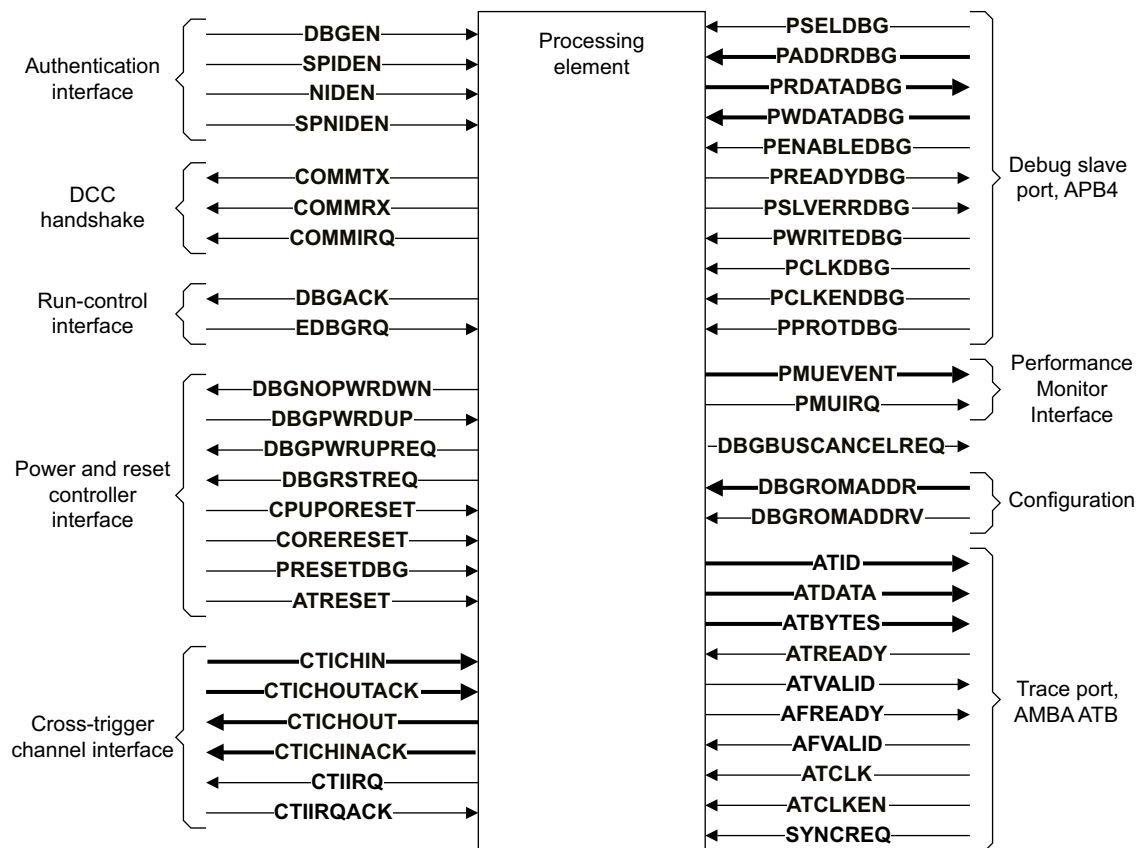 Processing
element
Authentication
interface
DBGEN
SPIDEN
NIDEN
SPNIDEN
DCC
handshake
COMMTX
COMMRX
COMMIRQ
Run-control
interface
DBGACK
EDBGRQ
Power and reset
controller
interface
DBGNOPWRDWN
DBGPWRDUP
DBGPWRUPREQ
DBGRSTREQ
CPUPORESET
CORERESET
PRESETDBG
ATRESET
Cross-trigger
channel interface
CTICHIN
CTICHOUTACK
CTICHOUT
CTICHINACK
CTIIRQ
CTIIRQACK
PSELDBG
PADDRDBG
PRDATADBG
PWDATADBG
PENABLEDBG
PREADYDBG
PSLVERRDBG
PWRITEDBG
PCLKDBG
PCLKENDBG
PPROTDBG
Debug slave
port, APB4
PMUEVENT
PMUIRQ
Performance
Monitor
Interface
DBGBUSCANCELREQ
DBGROMADDR
DBGROMADDRV
Configuration
ATID
ATDATA
ATBYTES
ATREADY
ATVALID
AFREADY
AFVALID
ATCLK
ATCLKEN
SYNCREQ
Trace port,
AMBA ATB